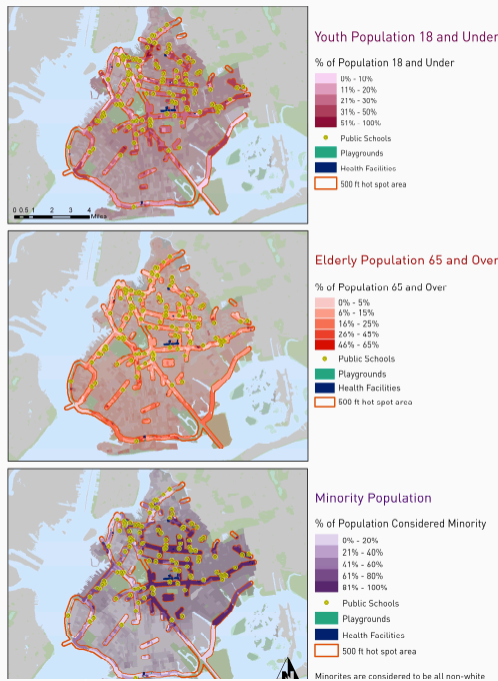 Youth Population 18 and Under
% of Population 18 and Under
0% - 10%
11% - 20%
21% - 30%
31% - 50%
51% - 100%
Public Schools
Playgrounds
Health Facilities
500 ft hot spot area
0 0.5 1 2 3 4
Miles
Elderly Population 65 and Over
% of Population 65 and Over
0% - 5%
6% - 15%
16% - 25%
26% - 45%
46% - 65%
Public Schools
Playgrounds
Health Facilities
500 ft hot spot area
Minority Population
% of Population Considered Minority
0% - 20%
21% - 40%
41% - 60%
61% - 80%
81% - 100%
Public Schools
Playgrounds
Health Facilities
500 ft hot spot area
Minorites are considered to be all non-white